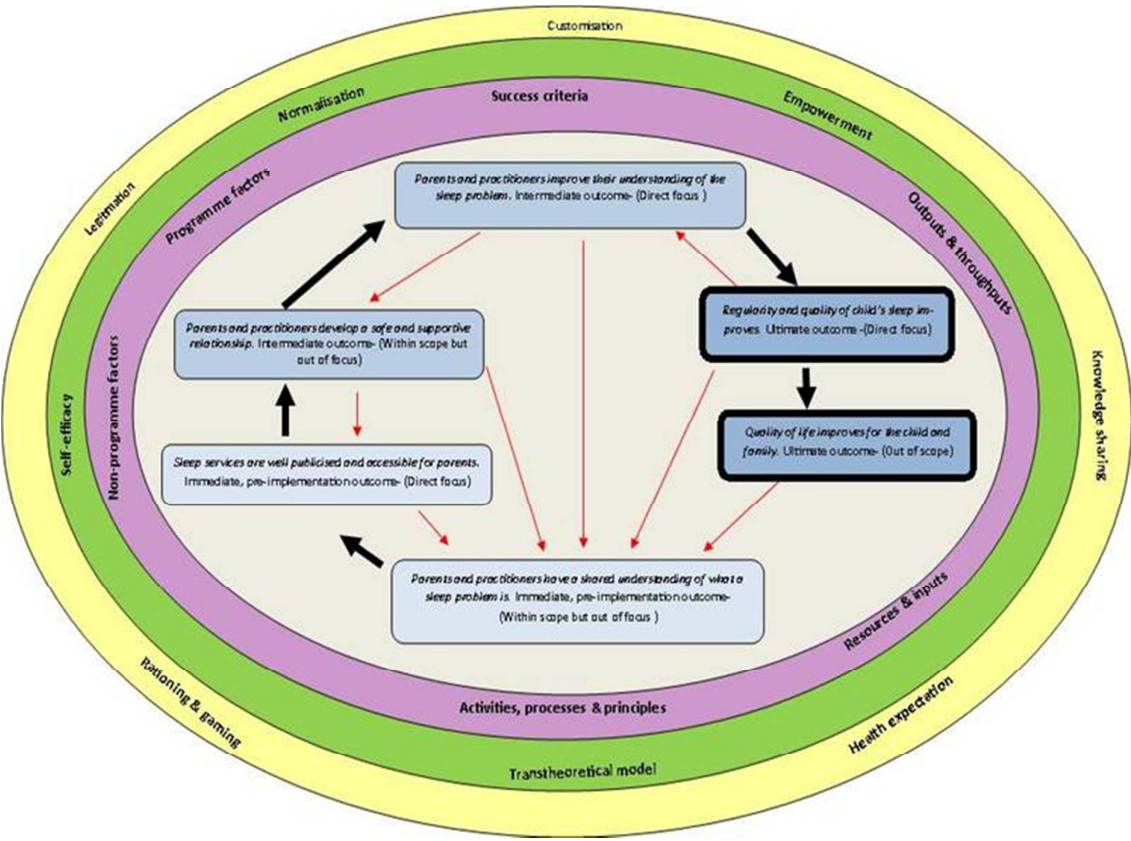 Customisation
Normalisation
Success criteria
Empowerment
Legitmation
Programme factors
Outputs & throughputs
Parents and practitioners improve their understanding of the
sleep problem. Intermediate outcome- (Direct focus )
Regularity and quality of child's sleep im-
proves. Ultimate outcome -(Direct focus)
Parents and practitioners develop a safe and supportive
relationship. Intermediate outcome- (Within scope but
out of focus)
Self-efficacy
Non-programme factors
Knowledge sharing
Quality of life improves for the child and
family. Ultimate outcome- (Out of scope)
Sleep services are well publicised and accessible for parents.
Immediate, pre-implementation outcome- (Direct focus)
Parents and practitioners have a shared understanding of what a
sleep problem is. Immediate, pre-implementation outcome-
(Within scope but out of focus )
Resources & inputs
Rationing & gaming
Activities, processes & principles
Health expectation
Transtheoretical model